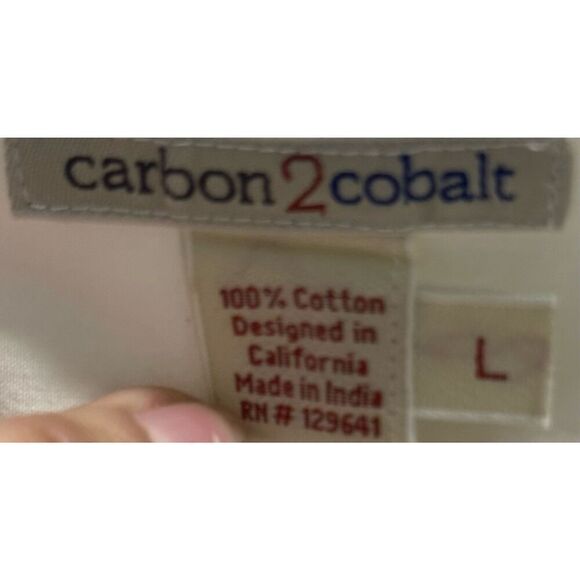 carbon2cobalt
100% Cotton
Designed in
California
Made in India
RN# 129641
L